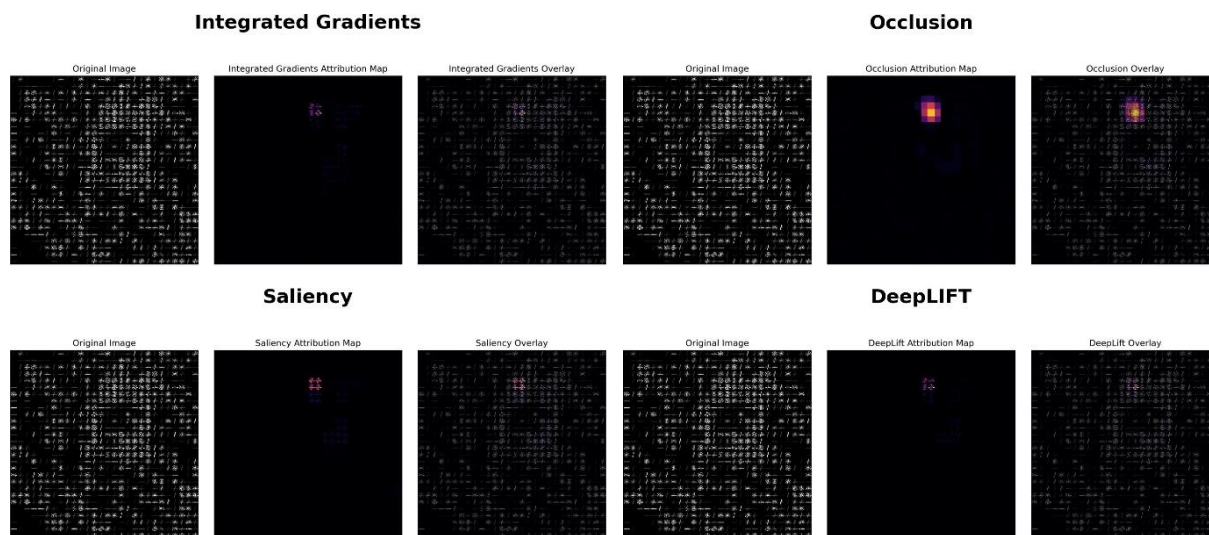 Integrated Gradients
Occlusion
Original Image
Integrated Gradients Attribution Map
Integrated Gradients Overlay
Original Image
Occlusion Attribution Map
Occlusion Overlay
Saliency
DeepLIFT
Original Image
Saliency Attribution Map
Saliency Overlay
Original Image
DeepLift Attribution Map
DeepLift Overlay